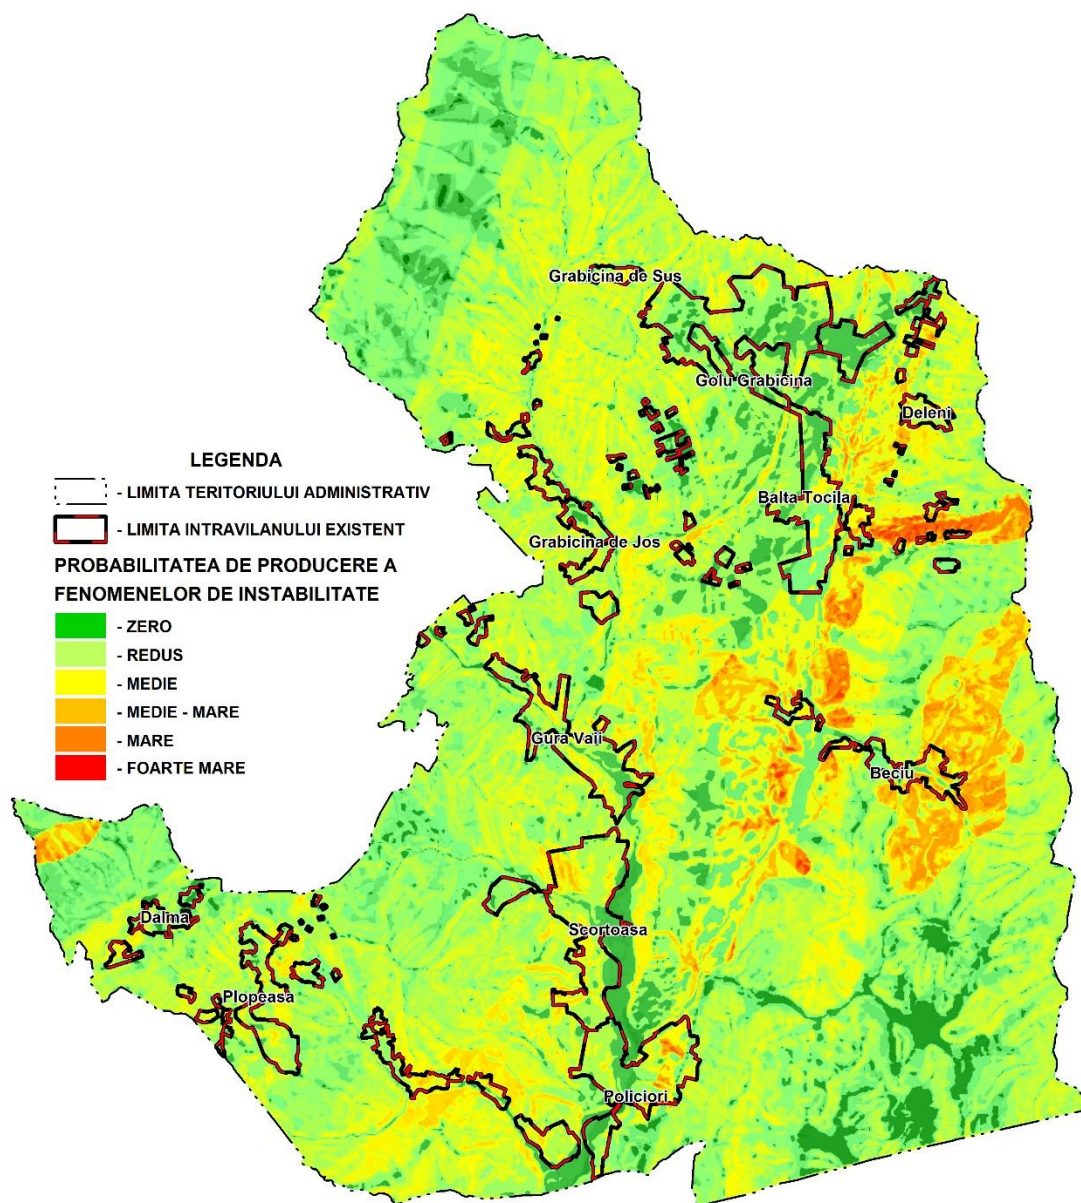 Grabicina de Sus
Golu Grabicina
Deleni
LEGENDA
- LIMITA TERITORIULUI ADMINISTRATIV
- LIMITA INTRAVILANULUI EXISTENT
PROBABILITATEA DE PRODUCERE A
FENOMENELOR DE INSTABILITATE
- ZERO
- REDUS
- MEDIE
- MEDIE - MARE
- MARE
- FOARTE MARE
Balta Tocila
Grabicina de Jos
Gura Vaii
Beciu
Dalma
Scortoasa
Plopeasa
Policiori